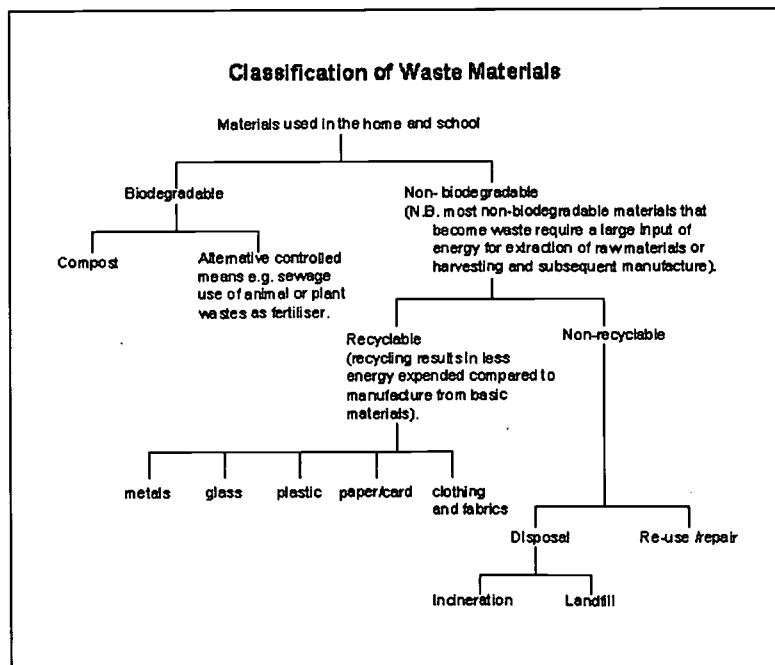 Classification of Waste Materials
Materials used in the home and school
Biodegradable
Non- biodegradable
(N.B. most non-biodegradable materials that
become waste require a large input of
energy for extraction of raw materials or
harvesting and subsequent manufacture).
Compost
Alternative controlled
means e.g. sewage
use of animal or plant
wastes as fertiliser.
Recyclable
(recycling results in less
energy expended compared to
manufacture from basic
materials).
Non-recyclable
metals
glass
plastic
paper/card
clothing
and fabrics
Disposal
Re-use /repair
Incineration
Landfill